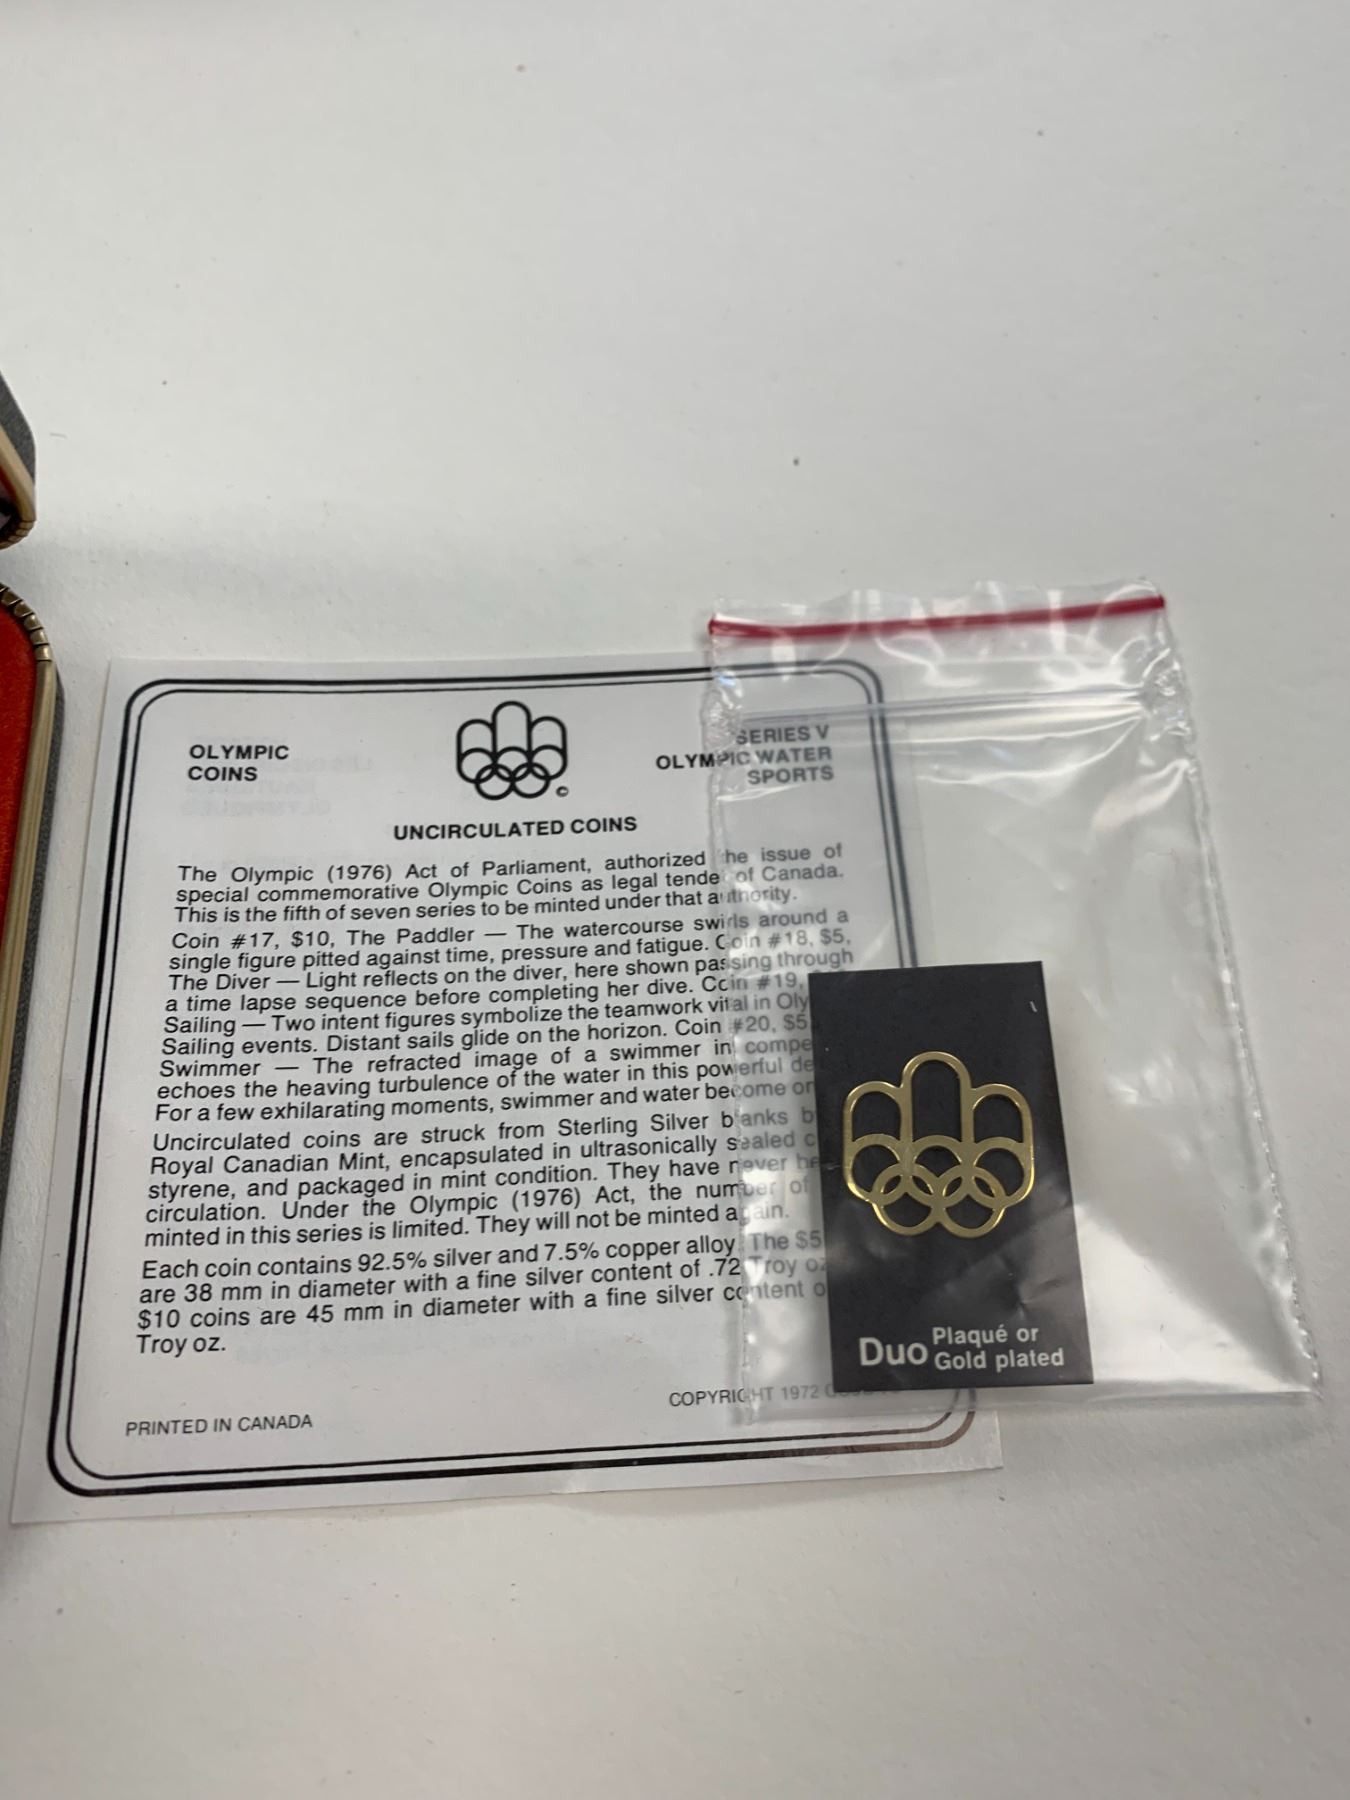 OLYMPIC
COINS
SERIES V
OLYMPIC WATER
SPORTS
©
UNCIRCULATED COINS
The Olympic (1976) Act of Parliament, authorized the issue of
special commemorative Olympic Coins as legal tender of Canada.
This is the fifth of seven series to be minted under that authority.
Coin #17, $10, The Paddler — The watercourse swirls around a
single figure pitted against time, pressure and fatigue. Coin #18, $5,
The Diver — Light reflects on the diver, here shown passing through
a time lapse sequence before completing her dive. Coin #19,
Sailing — Two intent figures symbolize the teamwork vital in Oly
Sailing events. Distant sails glide on the horizon. Coin #20, $5
Swimmer — The refracted image of a swimmer in compe
echoes the heaving turbulence of the water in this powerful de
For a few exhilarating moments, swimmer and water become on
Uncirculated coins are struck from Sterling Silver blanks b
Royal Canadian Mint, encapsulated in ultrasonically sealed c
styrene, and packaged in mint condition. They have never be
circulation. Under the Olympic (1976) Act, the number of
minted in this series is limited. They will not be minted again.
Each coin contains 92.5% silver and 7.5% copper alloy. The $5
are 38 mm in diameter with a fine silver content of .72 Troy oz
$10 coins are 45 mm in diameter with a fine silver content o
Troy oz.
COPYRIGHT 1972
PRINTED IN CANADA
Duo Plaqué or
Gold plated